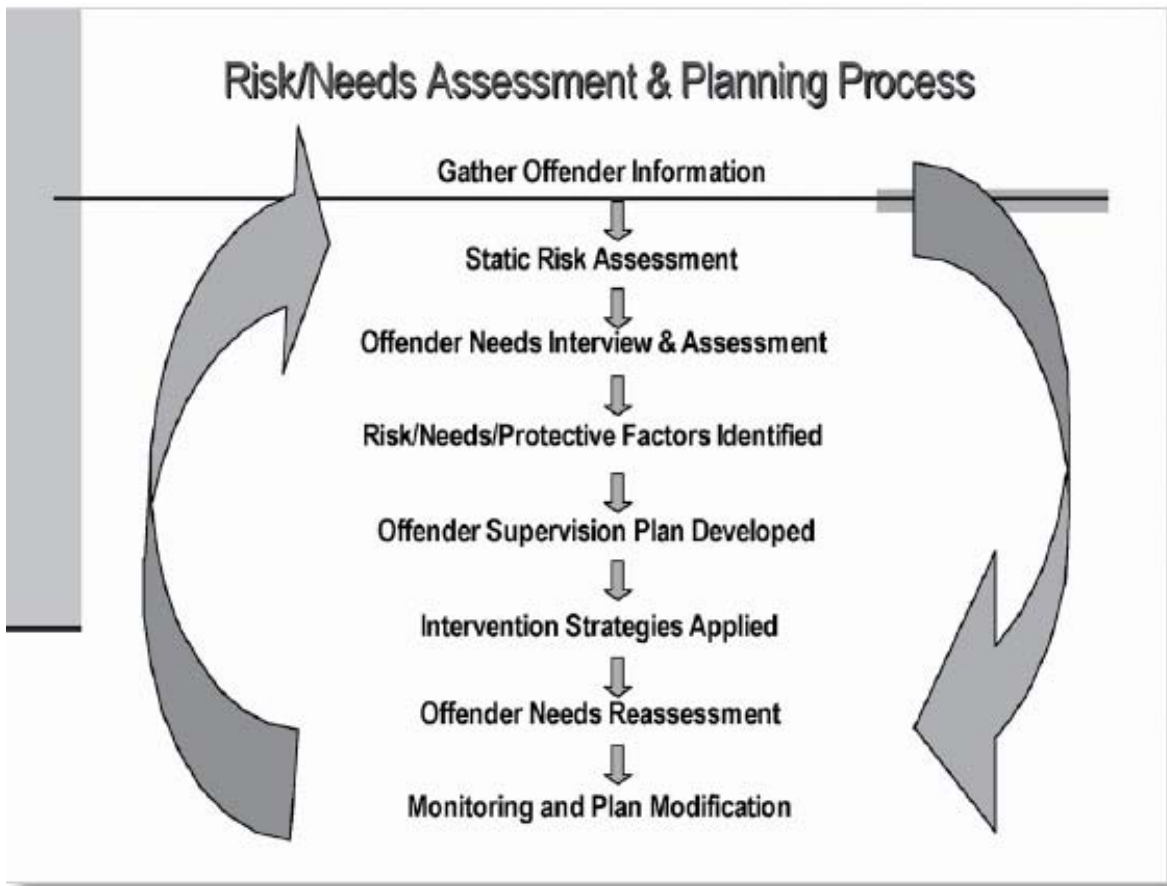 Risk/Needs Assessment & Planning Process
Gather Offender Information
Static Risk Assessment
Offender Needs Interview & Assessment
Risk/Needs/Protective Factors Identified
Offender Supervision Plan Developed
Intervention Strategies Applied
Offender Needs Reassessment
Monitoring and Plan Modification